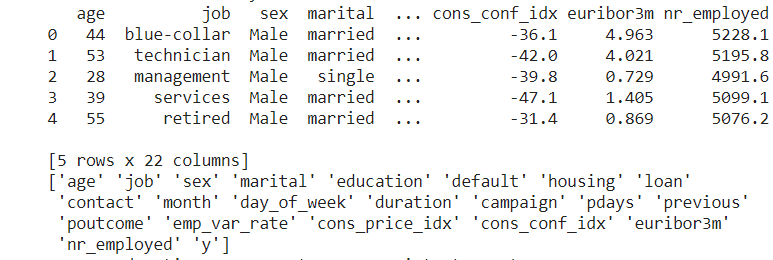 age job sex marital ... cons_conf_idx euribor3m nr_employed
0 44 blue-collar Male married ... -36.1 4.963 5228.1
1 53 technician Male married ... -42.0 4.021 5195.8
2 28 management Male single ... -39.8 0.729 4991.6
3 39 services Male married ... -47.1 1.405 5099.1
4 55 retired Male married ... -31.4 0.869 5076.2
[5 rows x 22 columns]
['age' 'job' 'sex' 'marital' 'education' 'default' 'housing' 'loan'
'contact' 'month' 'day_of_week' 'duration' 'campaign' 'pdays' 'previous'
'poutcome' 'emp_var_rate' 'cons_price_idx' 'cons_conf_idx' 'euribor3m'
'nr_employed' 'y']